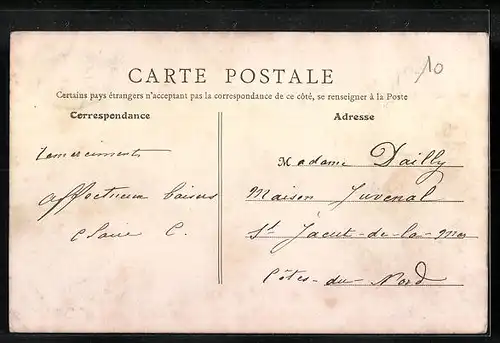 10
CARTE POSTALE
Certains pays étrangers n'acceptant pas la correspondance de ce côté, se renseigner à la Poste
Correspondance
Adresse
remerciments
affectueux baisers
Claire C.
Madame Dailly
Maison Juvenal
St Jacut-de-la-Mer
Côtes-du-Nord